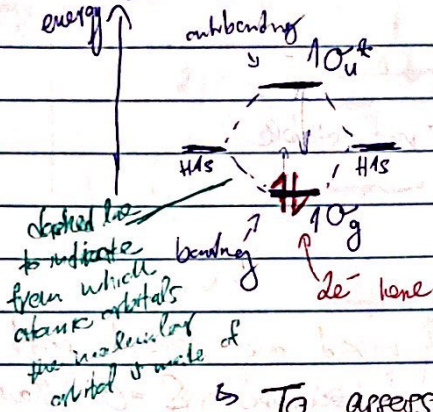 energy
antibonding
1σu*
H1s H1s
1σg
bonding
2e⁻ here
dashed line
to indicate
from which
atomic orbitals
the molecular
orbital is made of
↳ To assess